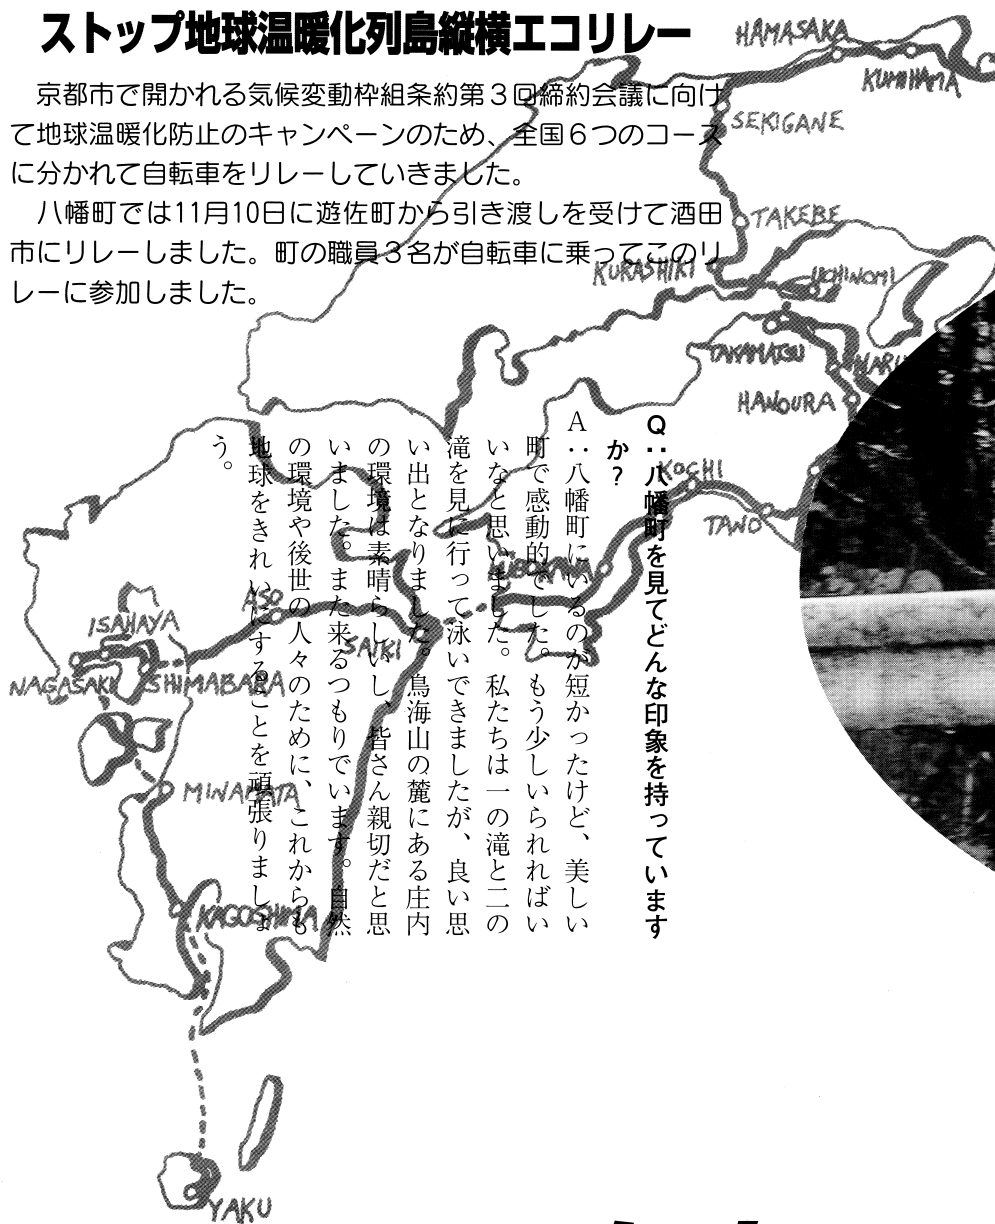 ストップ地球温暖化列島縦横エコリレー
　京都市で開かれる気候変動枠組条約第３回締約会議に向け
て地球温暖化防止のキャンペーンのため、全国６つのコース
に分かれて自転車をリレーしていきました。
　八幡町では11月10日に遊佐町から引き渡しを受けて酒田
市にリレーしました。町の職員３名が自転車に乗ってこのリ
レーに参加しました。
Q：八幡町を見てどんな印象を持っています
か？
A：八幡町にいるのが短かったけど、美しい
町で感動的でした。もう少しいられればい
いなと思いました。私たちは一の滝と二の
滝を見に行って泳いできましたが、良い思
い出となりました。鳥海山の麓にある庄内
の環境は素晴らしいし、皆さん親切だと思
いました。また来るつもりでいます。自然
の環境や後世の人々のために、これからも
地球をきれいにすることを頑張りましょ
う。
HAMASAKA
KUMIHAMA
SEKIGANE
TAKEBE
KURASHIKI
UCHINOMI
TAKAMATSU
HANOURA
KOCHI
TANO
KUBOKAWA
ASO
SAIKI
ISAHAYA
NAGASAKI
SHIMABARA
MINAMATA
KAGOSHIMA
YAKU